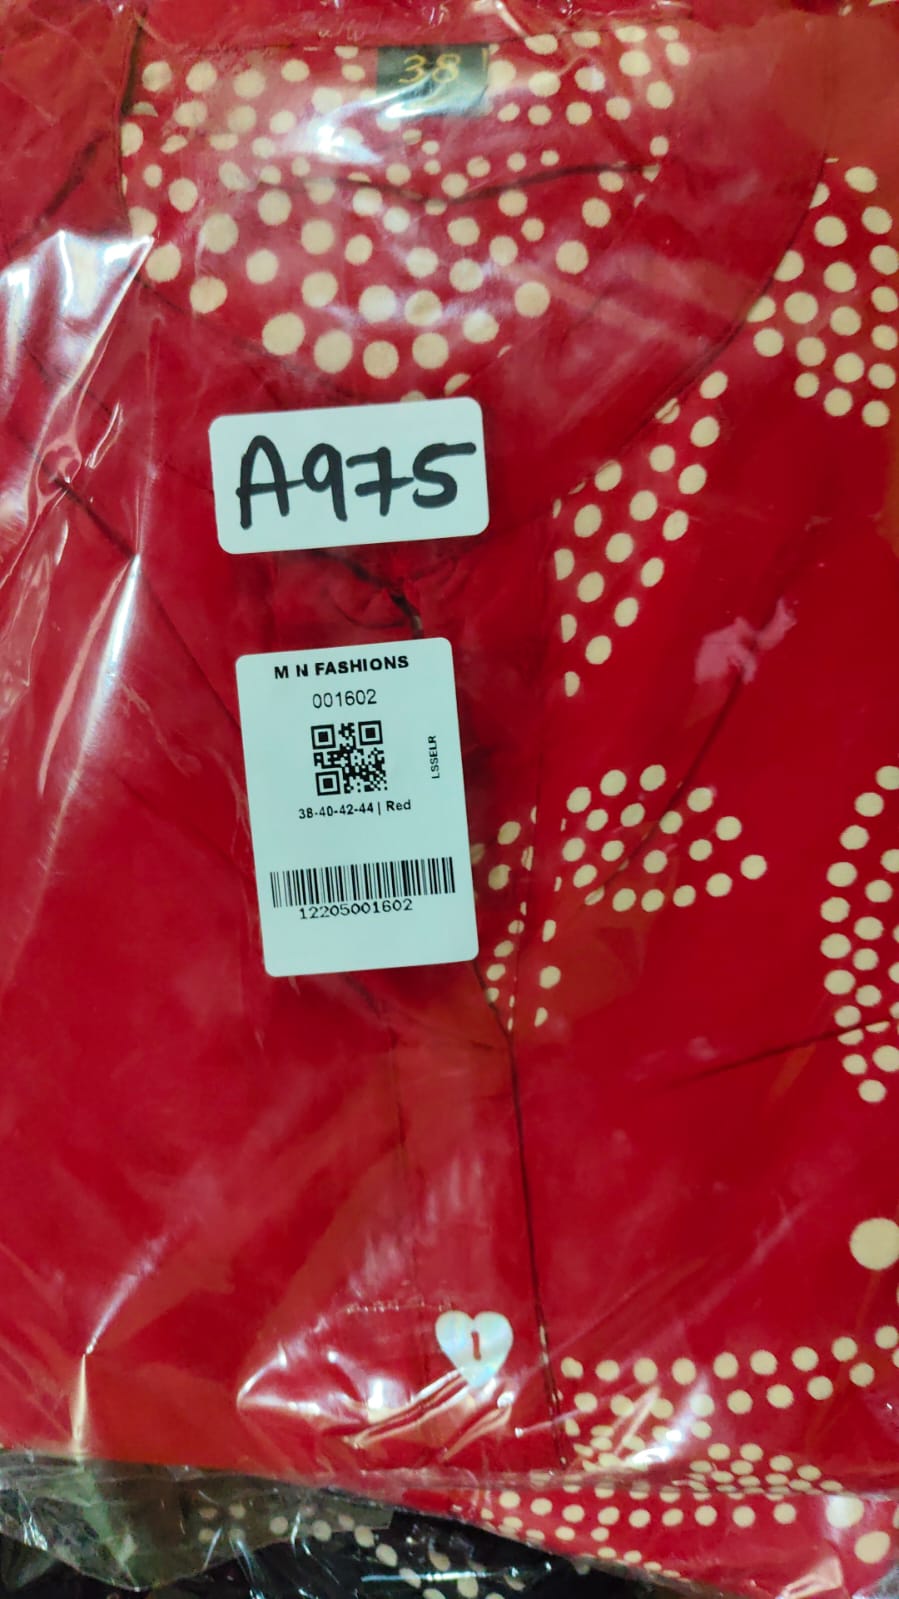 38
A975
M N FASHIONS
001602
LSSELR
38-40-42-44 | Red
12205001602